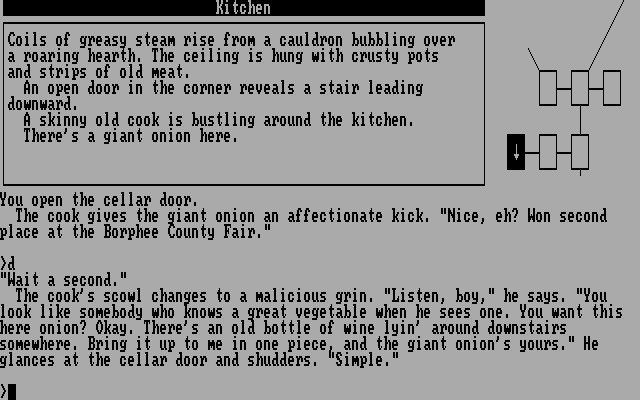 Kitchen
Coils of greasy steam rise from a cauldron bubbling over
a roaring hearth. The ceiling is hung with crusty pots
and strips of old meat.
An open door in the corner reveals a stair leading
downward.
A skinny old cook is bustling around the kitchen.
There's a giant onion here.
You open the cellar door.
The cook gives the giant onion an affectionate kick. "Nice, eh? Won second
place at the Borphee County Fair."
>d
"Wait a second."
The cook's scowl changes to a malicious grin. "Listen, boy," he says. "You
look like somebody who knows a great vegetable when he sees one. You want this
here onion? Okay. There's an old bottle of wine lyin' around downstairs
somewhere. Bring it up to me in one piece, and the giant onion's yours." He
glances at the cellar door and shudders. "Simple."
>